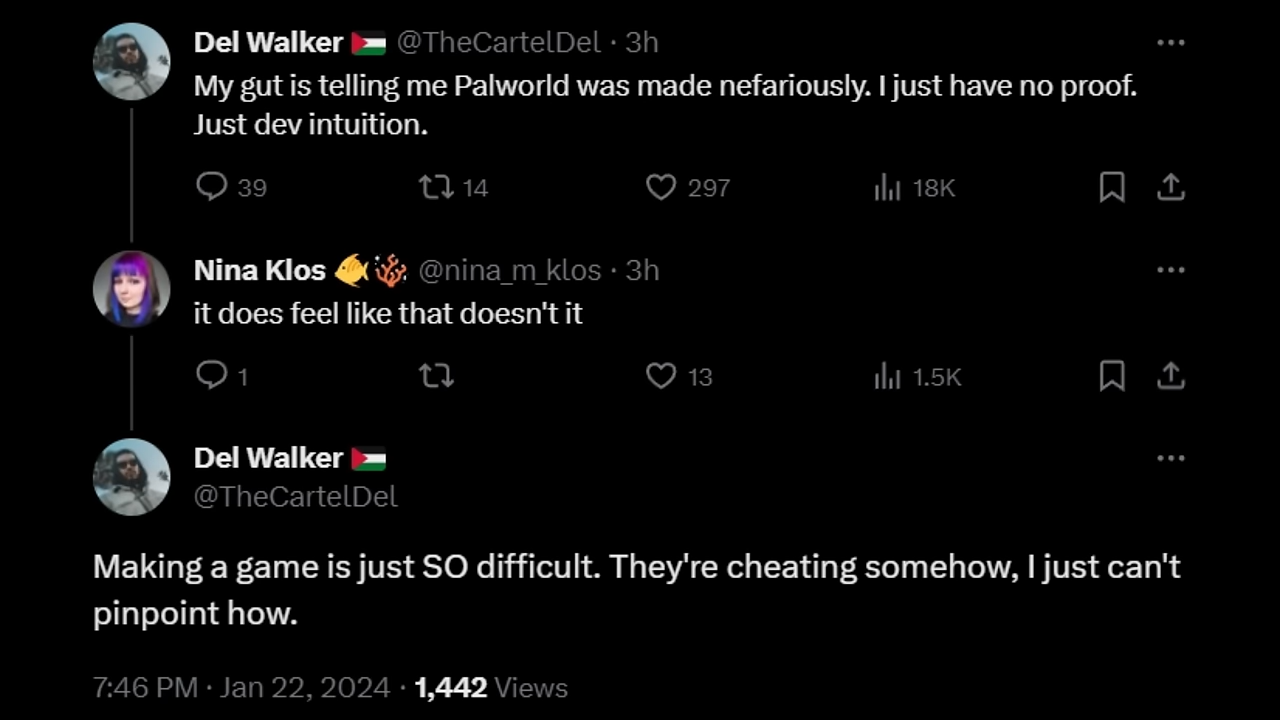 Del Walker 🇵🇸 @TheCartelDel · 3h
My gut is telling me Palworld was made nefariously. I just have no proof.
Just dev intuition.
39 14 297 18K
Nina Klos 🐠🪸 @nina_m_klos · 3h
it does feel like that doesn't it
1 13 1.5K
Del Walker 🇵🇸
@TheCartelDel
Making a game is just SO difficult. They're cheating somehow, I just can't
pinpoint how.
7:46 PM · Jan 22, 2024 · 1,442 Views